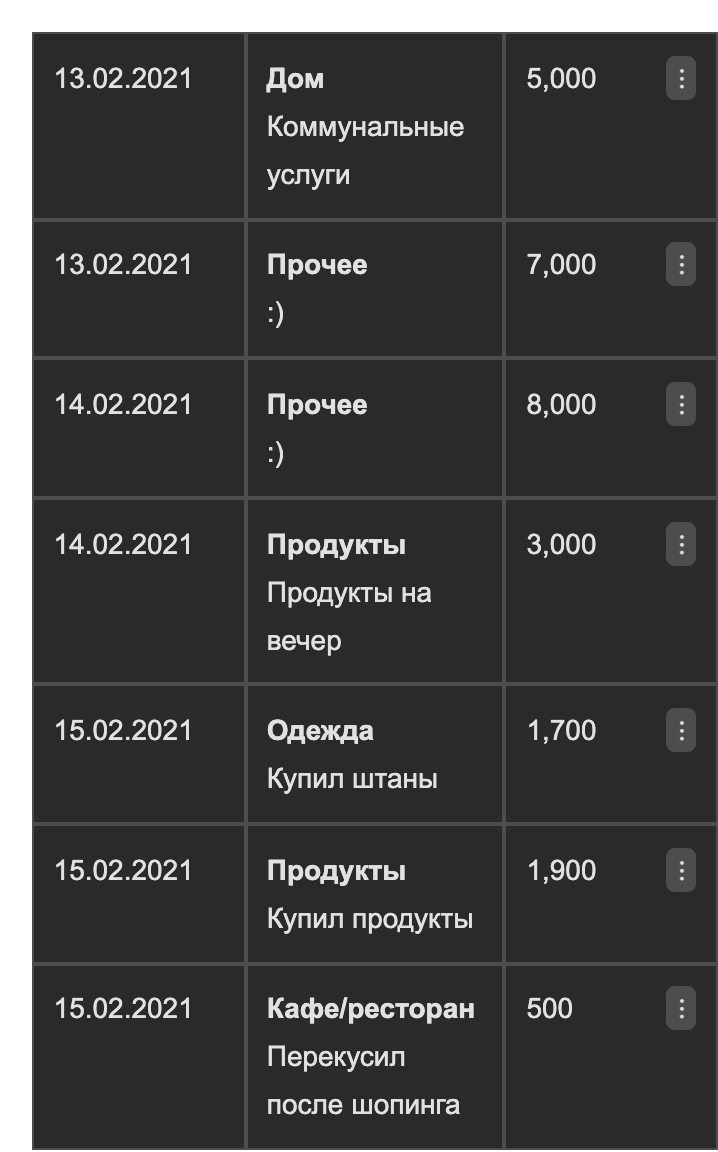 13.02.2021 Дом 5,000
Коммунальные
услуги
13.02.2021 Прочее 7,000
:)
14.02.2021 Прочее 8,000
:)
14.02.2021 Продукты 3,000
Продукты на
вечер
15.02.2021 Одежда 1,700
Купил штаны
15.02.2021 Продукты 1,900
Купил продукты
15.02.2021 Кафе/ресторан 500
Перекусил
после шопинга